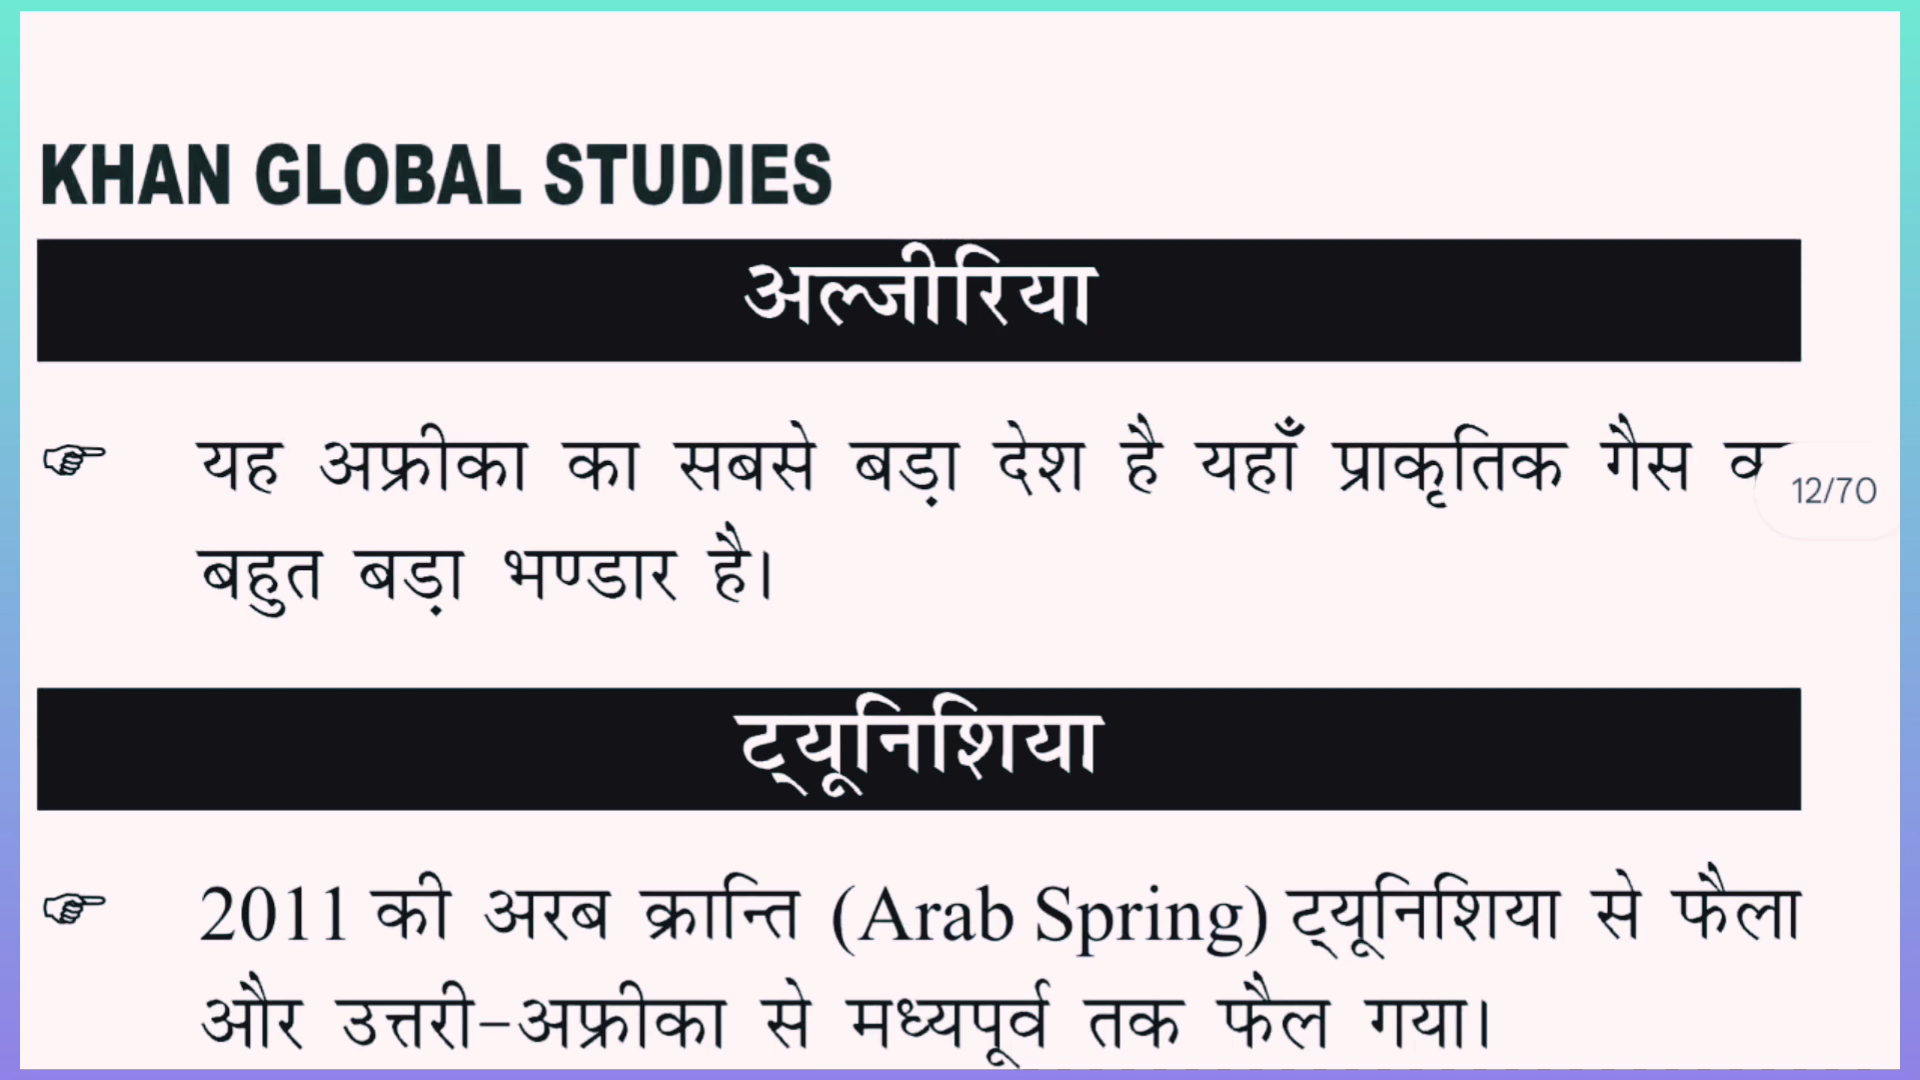 KHAN GLOBAL STUDIES
अल्जीरिया
☞ यह अफ्रीका का सबसे बड़ा देश है यहाँ प्राकृतिक गैस
12/70
बहुत बड़ा भण्डार है।
ट्यूनिशिया
☞ 2011 की अरब क्रान्ति (Arab Spring) ट्यूनिशिया से फैला
और उत्तरी-अफ्रीका से मध्यपूर्व तक फैल गया।